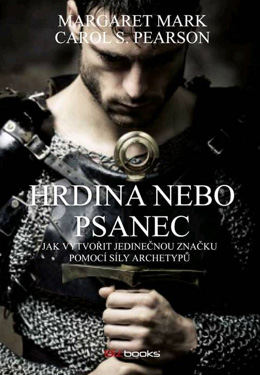 MARGARET MARK
CAROL S. PEARSON
HRDINA NEBO
PSANEC
JAK VYTVOŘIT JEDINEČNOU ZNAČKU
POMOCÍ SÍLY ARCHETYPŮ
books